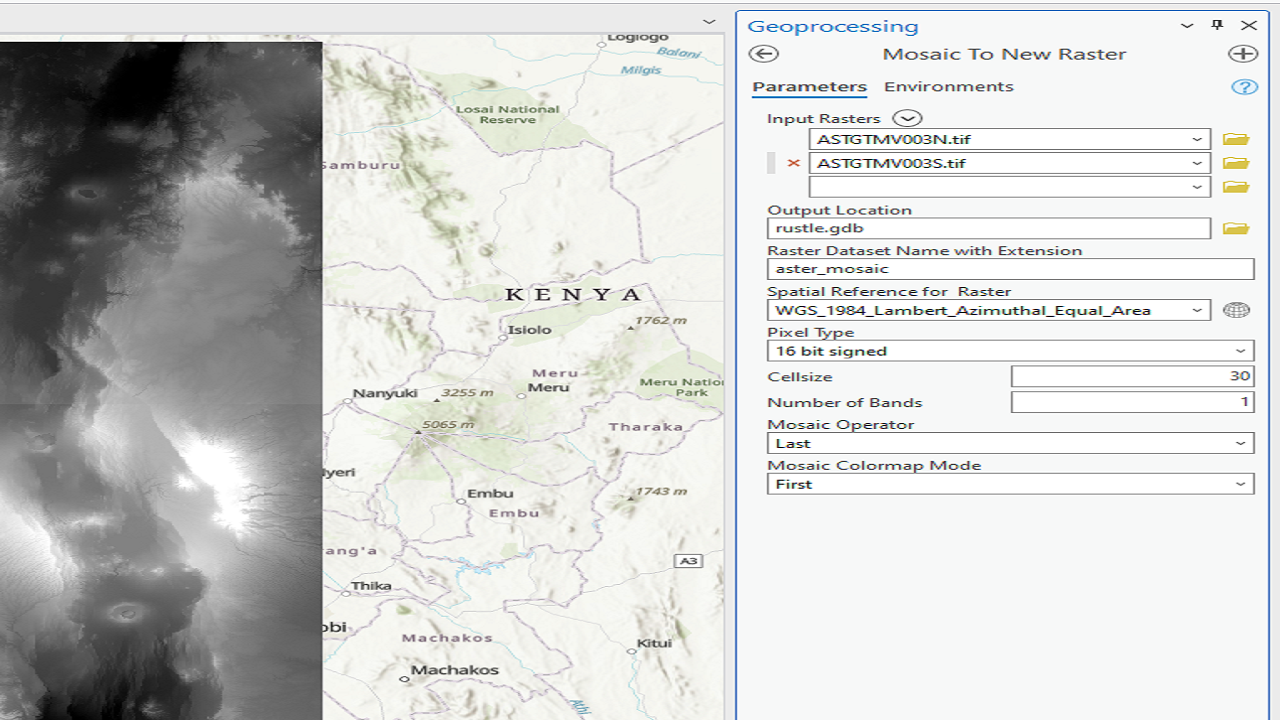 Geoprocessing
Mosaic To New Raster
Parameters Environments
?
Input Rasters
ASTGTMV003N.tif
ASTGTMV003S.tif
Output Location
rustle.gdb
Raster Dataset Name with Extension
aster_mosaic
Spatial Reference for Raster
WGS_1984_Lambert_Azimuthal_Equal_Area
Pixel Type
16 bit signed
Cellsize 30
Number of Bands 1
Mosaic Operator
Last
Mosaic Colormap Mode
First
Logologo
Balani
Milgis
Losai National
Reserve
Samburu
KENYA
1762 m
Isiolo
Meru
Meru
Meru Natio
Park
Nanyuki
3255 m
5065 m
Tharaka
Nyeri
Embu
Embu
1743 m
ang'a
A3
Thika
obi
Machakos
Kitui
Machakos
Athi